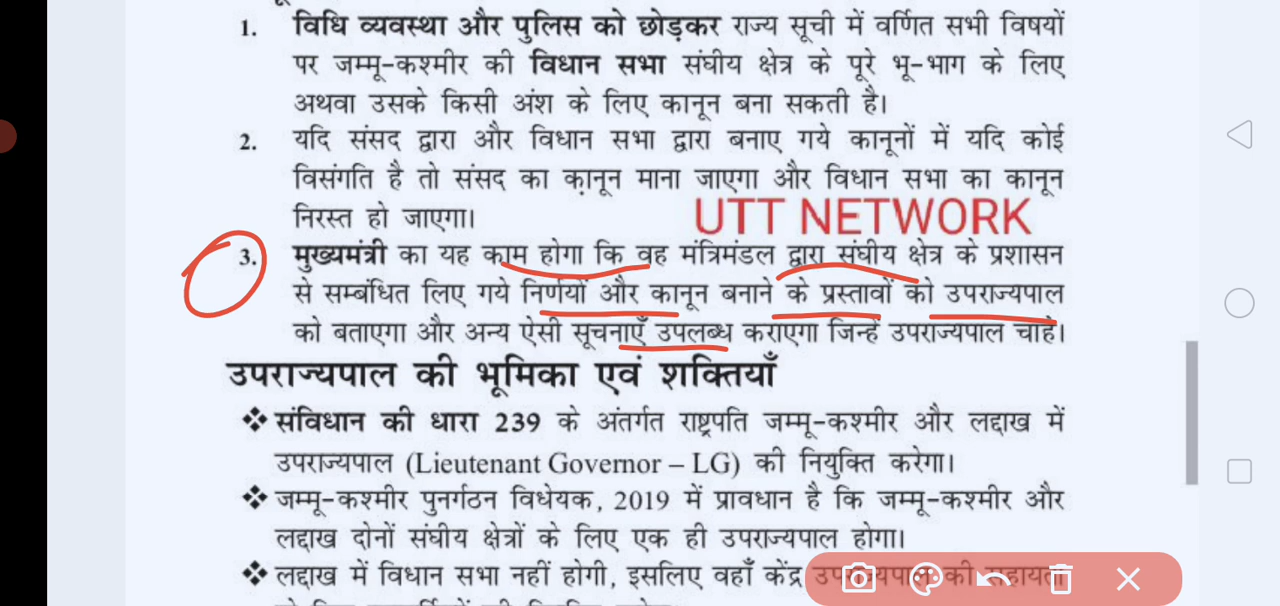 1. विधि व्यवस्था और पुलिस को छोड़कर राज्य सूची में वर्णित सभी विषयों
पर जम्मू-कश्मीर की विधान सभा संघीय क्षेत्र के पूरे भू-भाग के लिए
अथवा उसके किसी अंश के लिए कानून बना सकती है।
2. यदि संसद द्वारा और विधान सभा द्वारा बनाए गये कानूनों में यदि कोई
विसंगति है तो संसद का कानून माना जाएगा और विधान सभा का कानून
निरस्त हो जाएगा।
UTT NETWORK
3. मुख्यमंत्री का यह काम होगा कि वह मंत्रिमंडल द्वारा संघीय क्षेत्र के प्रशासन
से सम्बंधित लिए गये निर्णयों और कानून बनाने के प्रस्तावों को उपराज्यपाल
को बताएगा और अन्य ऐसी सूचनाएँ उपलब्ध कराएगा जिन्हें उपराज्यपाल चाहे।
उपराज्यपाल की भूमिका एवं शक्तियाँ
❖ संविधान की धारा 239 के अंतर्गत राष्ट्रपति जम्मू-कश्मीर और लद्दाख में
उपराज्यपाल (Lieutenant Governor – LG) की नियुक्ति करेगा।
❖ जम्मू-कश्मीर पुनर्गठन विधेयक, 2019 में प्रावधान है कि जम्मू-कश्मीर और
लद्दाख दोनों संघीय क्षेत्रों के लिए एक ही उपराज्यपाल होगा।
❖ लद्दाख में विधान सभा नहीं होगी, इसलिए वहाँ केंद्र उपराज्यपाल की सहायता